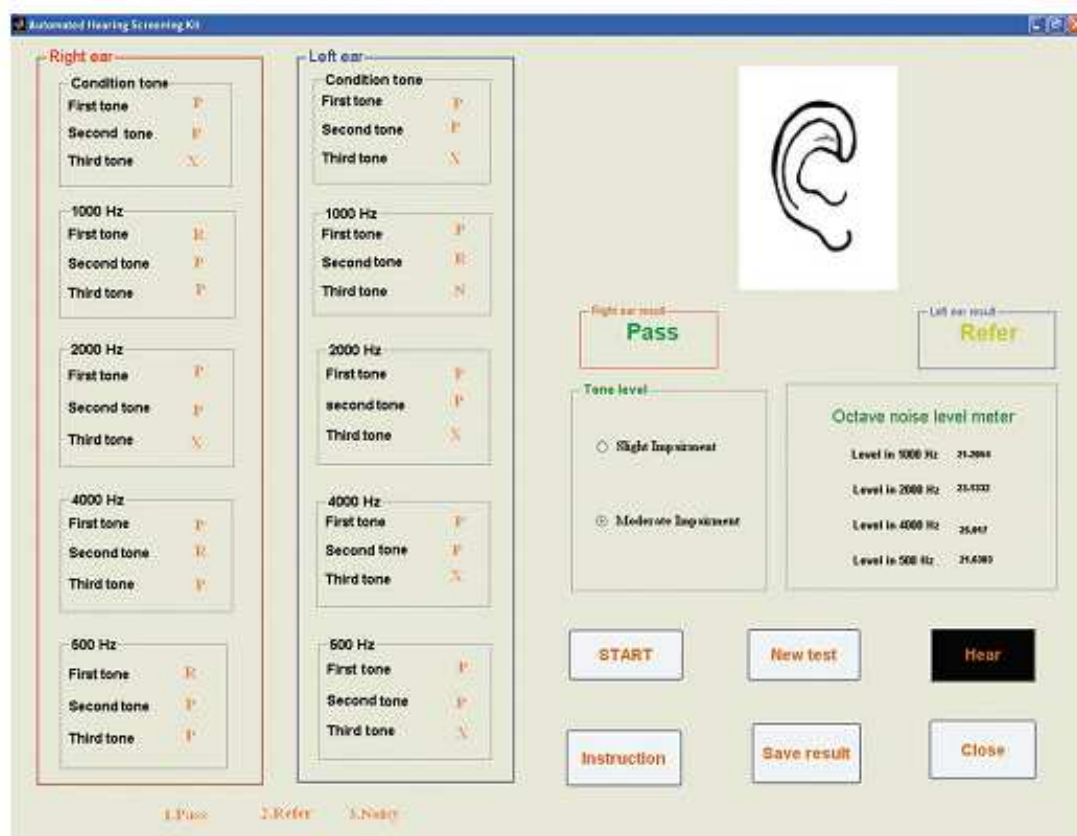 Automated Hearing Screening Kit
Right ear
Condition tone
First tone P
Second tone P
Third tone X
1000 Hz
First tone R
Second tone P
Third tone P
2000 Hz
First tone P
Second tone P
Third tone X
4000 Hz
First tone P
Second tone R
Third tone P
500 Hz
First tone R
Second tone P
Third tone P
Left ear
Condition tone
First tone P
Second tone P
Third tone X
1000 Hz
First tone P
Second tone R
Third tone N
2000 Hz
First tone P
second tone P
Third tone X
4000 Hz
First tone P
Second tone P
Third tone X
500 Hz
First tone P
Second tone P
Third tone X
1.Pass 2.Refer 3.Noisy
Right ear result
Pass
Left ear result
Refer
Tone level
Slight Impairment
Moderate Impairment
Octave noise level meter
Level in 1000 Hz
Level in 2000 Hz
Level in 4000 Hz
Level in 500 Hz
START
New test
Hear
Instruction
Save result
Close